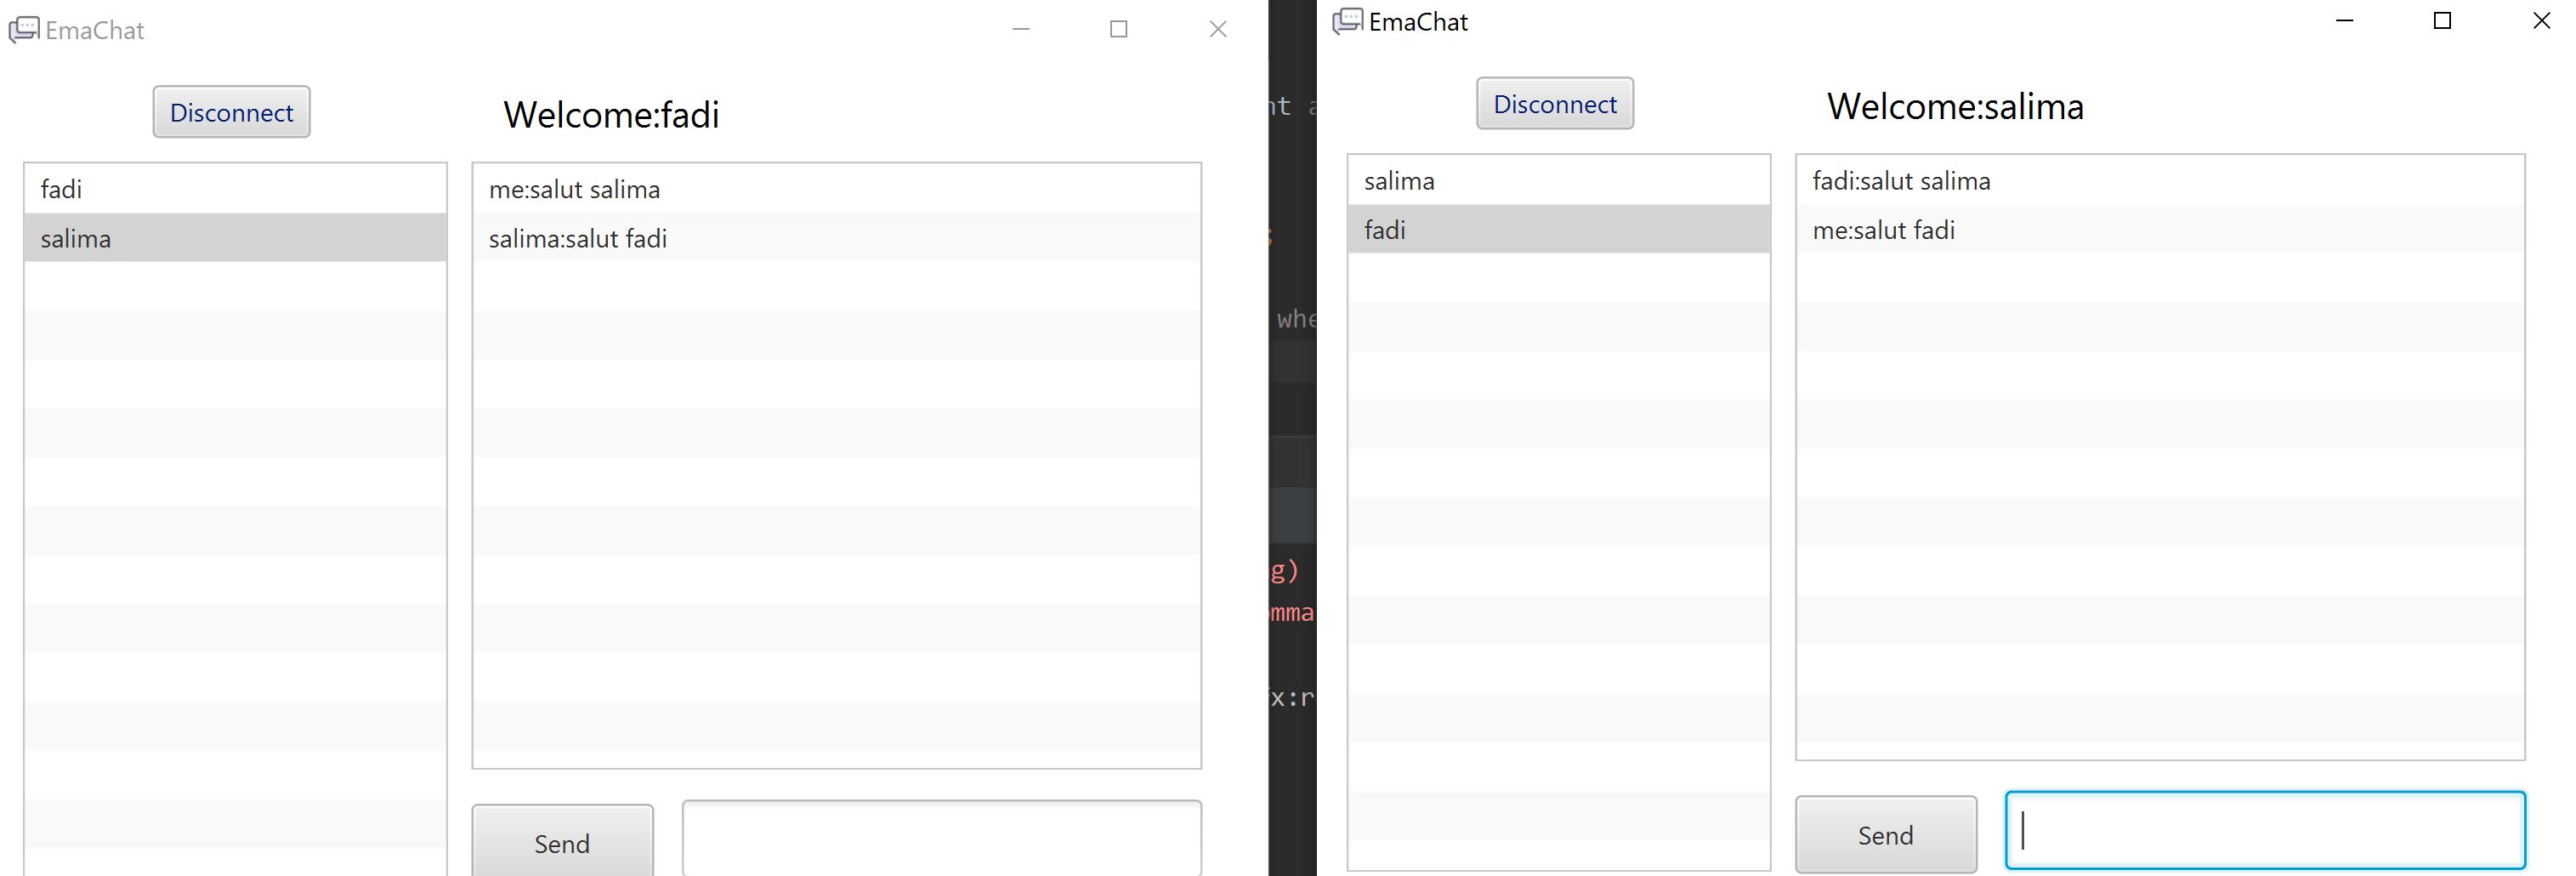 EmaChat
Disconnect
Welcome:fadi
fadi
salima
me:salut salima
salima:salut fadi
Send
nt a
;
whe
g)
omma
x:r
EmaChat
Disconnect
Welcome:salima
salima
fadi
fadi:salut salima
me:salut fadi
Send